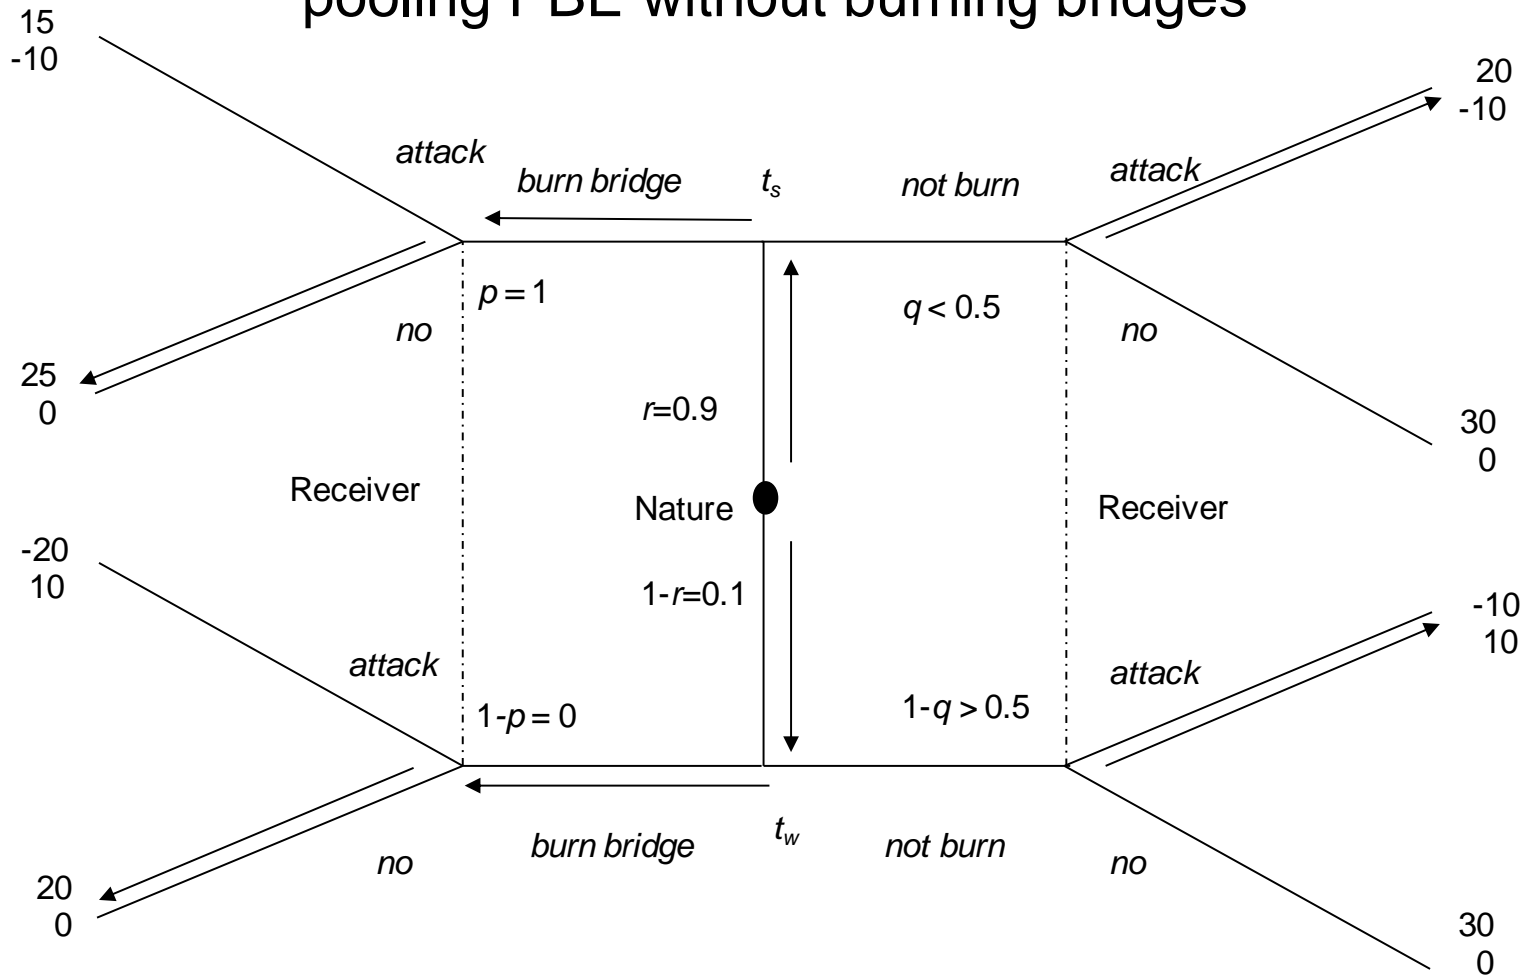 pooling PBE without burning bridges
15
-10
20
-10
attack
burn bridge
t_s
not burn
attack
p = 1
q < 0.5
no
no
25
0
r=0.9
30
0
Receiver
Nature
Receiver
-20
10
1-r=0.1
-10
10
attack
attack
1-p = 0
1-q > 0.5
no
burn bridge
t_w
not burn
no
20
0
30
0